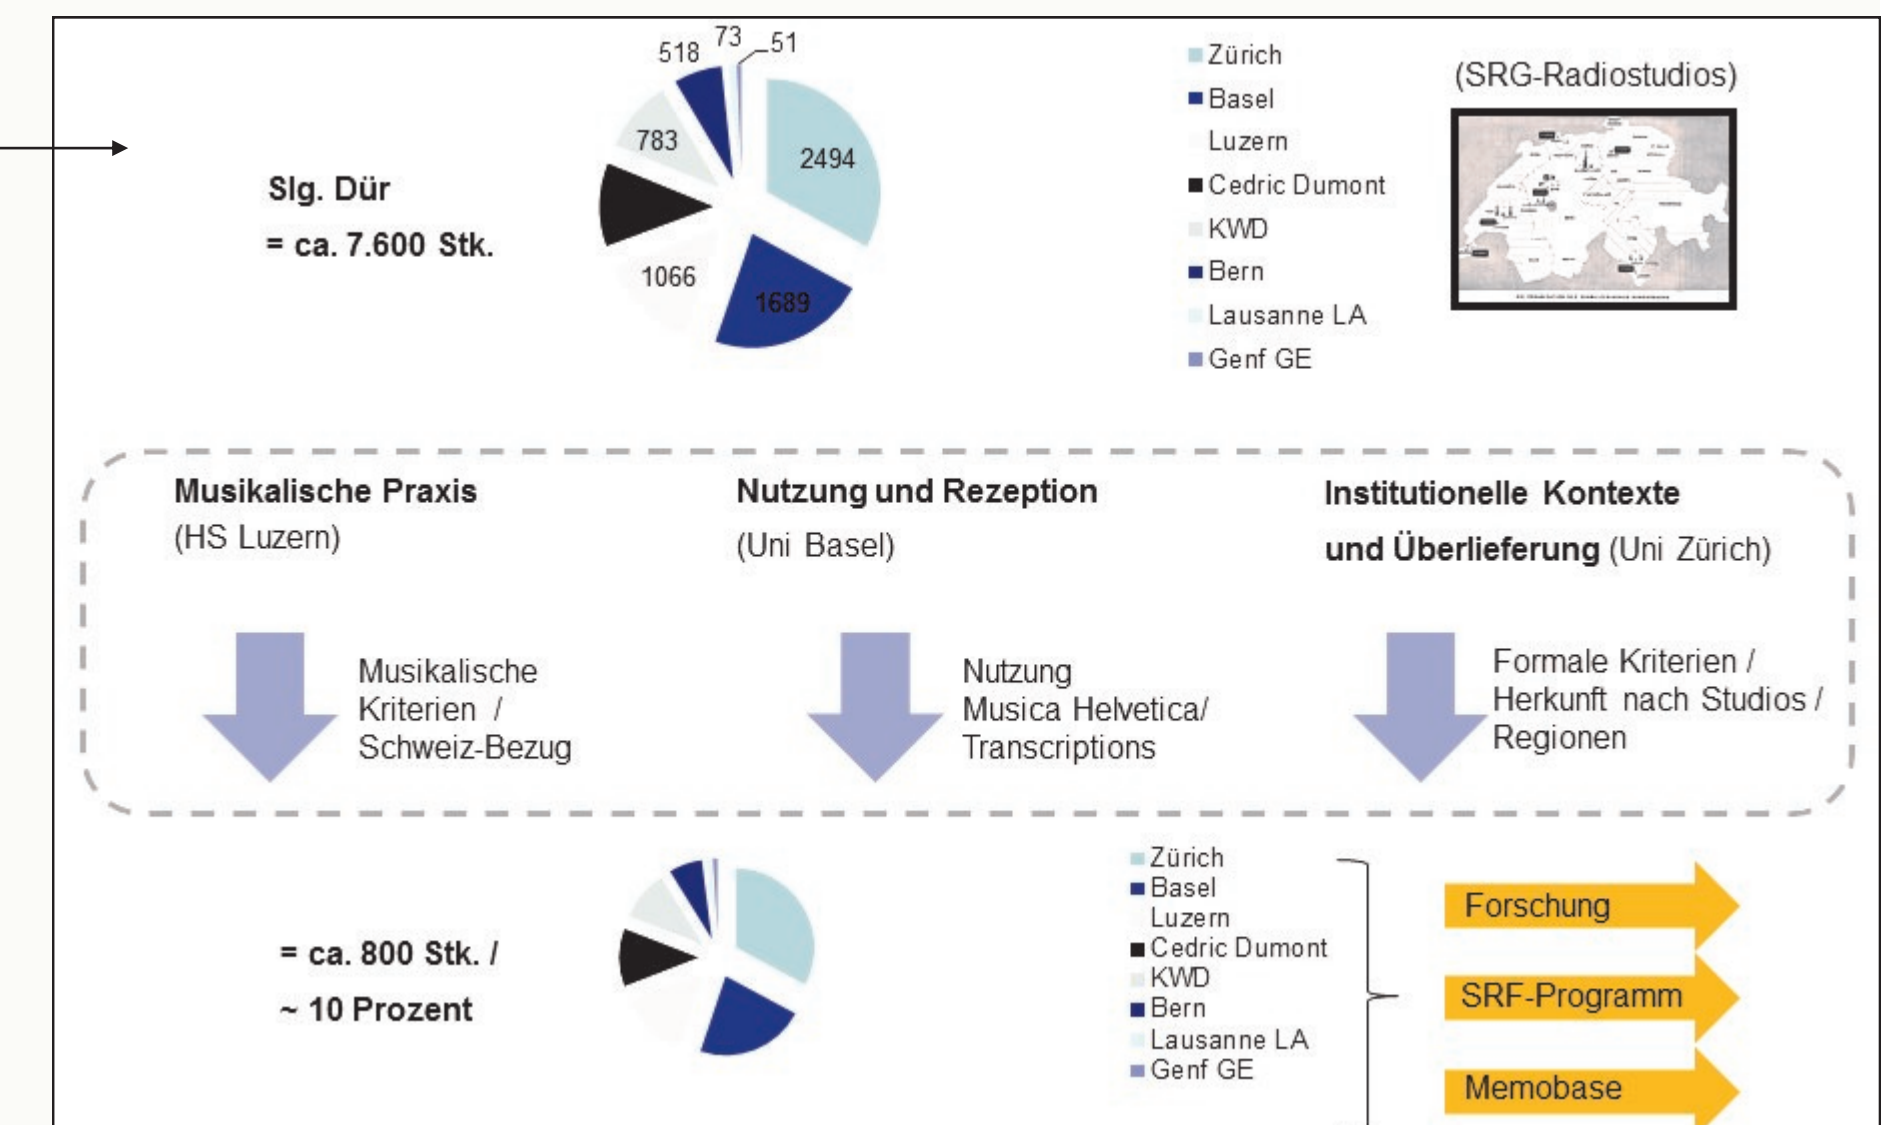 73
51
518
783
2494
1066
1689
Slg. Dür
= ca. 7.600 Stk.
Zürich
Basel
Luzern
Cedric Dumont
KWD
Bern
Lausanne LA
Genf GE
(SRG-Radiostudios)
Musikalische Praxis
(HS Luzern)
Musikalische
Kriterien /
Schweiz-Bezug
Nutzung und Rezeption
(Uni Basel)
Nutzung
Musica Helvetica/
Transcriptions
Institutionelle Kontexte
und Überlieferung (Uni Zürich)
Formale Kriterien /
Herkunft nach Studios /
Regionen
= ca. 800 Stk. /
~ 10 Prozent
Zürich
Basel
Luzern
Cedric Dumont
KWD
Bern
Lausanne LA
Genf GE
Forschung
SRF-Programm
Memobase